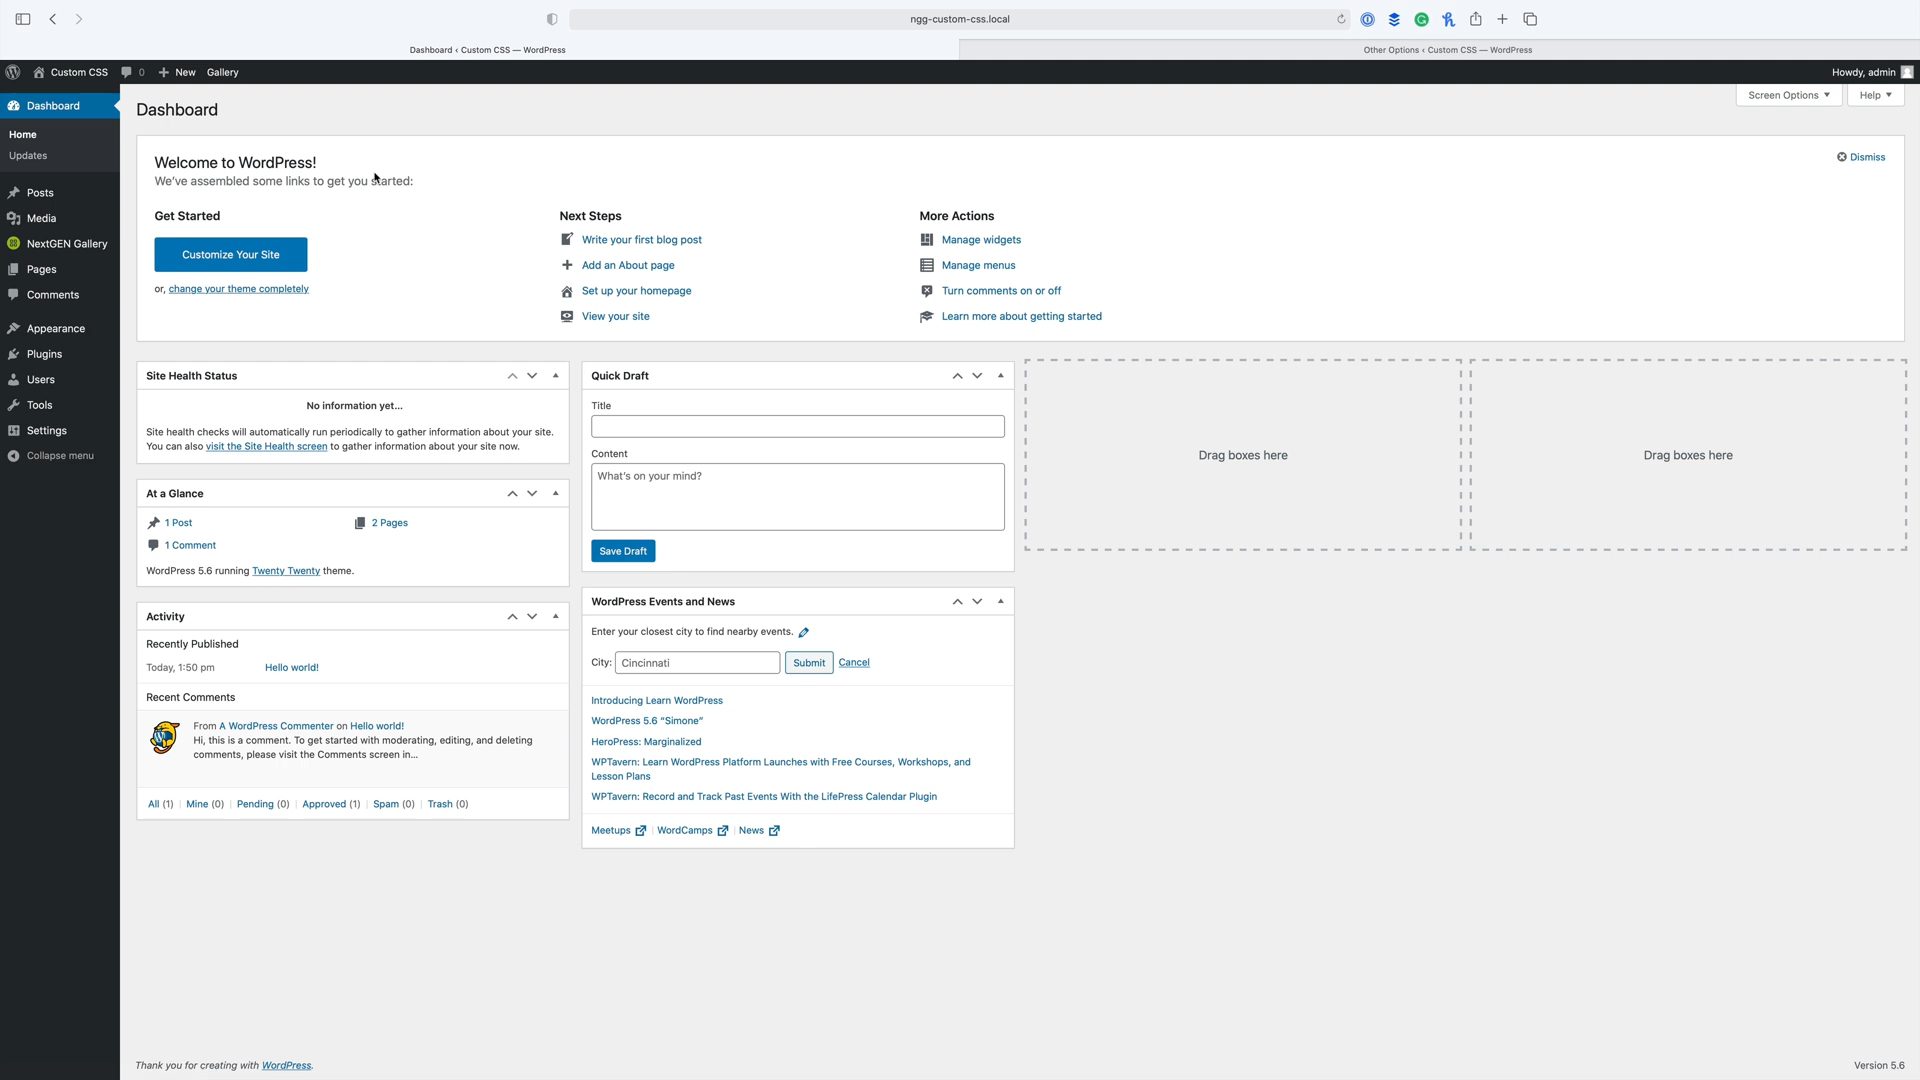 ngg-custom-css.local
Dashboard ‹ Custom CSS — WordPress
Other Options ‹ Custom CSS — WordPress
Custom CSS 0 New Gallery
Howdy, admin
Dashboard
Home
Updates
Posts
Media
NextGEN Gallery
Pages
Comments
Appearance
Plugins
Users
Tools
Settings
Collapse menu
Dashboard
Screen Options
Help
Welcome to WordPress!
We've assembled some links to get you started:
Dismiss
Get Started
Customize Your Site
or, change your theme completely
Next Steps
Write your first blog post
Add an About page
Set up your homepage
View your site
More Actions
Manage widgets
Manage menus
Turn comments on or off
Learn more about getting started
Site Health Status
No information yet...
Site health checks will automatically run periodically to gather information about your site.
You can also visit the Site Health screen to gather information about your site now.
At a Glance
1 Post
2 Pages
1 Comment
WordPress 5.6 running Twenty Twenty theme.
Activity
Recently Published
Today, 1:50 pm Hello world!
Recent Comments
From A WordPress Commenter on Hello world!
Hi, this is a comment. To get started with moderating, editing, and deleting
comments, please visit the Comments screen in...
All (1) | Mine (0) | Pending (0) | Approved (1) | Spam (0) | Trash (0)
Quick Draft
Title
Content
What's on your mind?
Save Draft
WordPress Events and News
Enter your closest city to find nearby events.
City: Cincinnati Submit Cancel
Introducing Learn WordPress
WordPress 5.6 “Simone”
HeroPress: Marginalized
WPTavern: Learn WordPress Platform Launches with Free Courses, Workshops, and
Lesson Plans
WPTavern: Record and Track Past Events With the LifePress Calendar Plugin
Meetups | WordCamps | News
Drag boxes here
Drag boxes here
Thank you for creating with WordPress.
Version 5.6